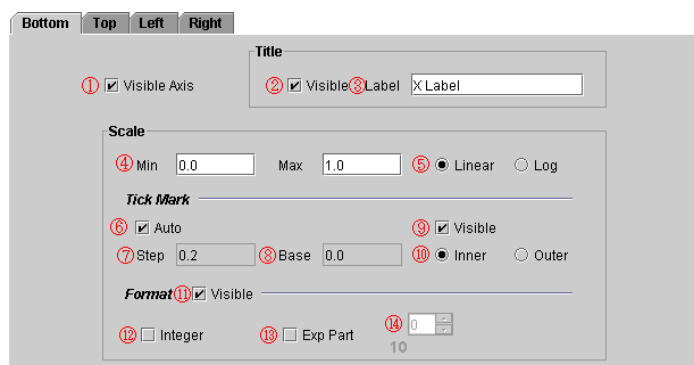 Bottom Top Left Right
Title
① Visible Axis ② Visible ③ Label X Label
Scale
④ Min 0.0 Max 1.0 ⑤ Linear Log
Tick Mark
⑥ Auto ⑨ Visible
⑦ Step 0.2 ⑧ Base 0.0 ⑩ Inner Outer
Format ⑪ Visible
⑫ Integer ⑬ Exp Part ⑭ 0
10